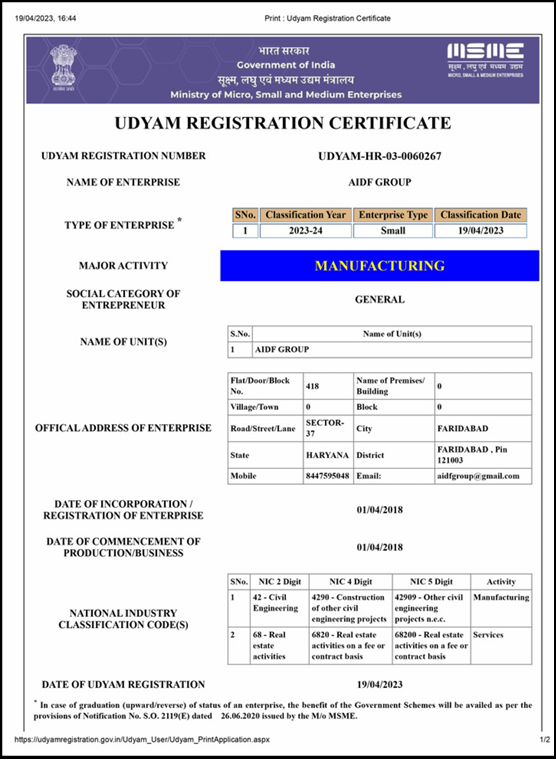 19/04/2023, 16:44 Print : Udyam Registration Certificate
भारत सरकार
Government of India
सूक्ष्म, लघु एवं मध्यम उद्यम मंत्रालय
Ministry of Micro, Small and Medium Enterprises
MSME
सूक्ष्म, लघु एवं मध्यम उद्यम
MICRO, SMALL & MEDIUM ENTERPRISES
UDYAM REGISTRATION CERTIFICATE
UDYAM REGISTRATION NUMBER UDYAM-HR-03-0060267
NAME OF ENTERPRISE AIDF GROUP
TYPE OF ENTERPRISE *
SNo. Classification Year Enterprise Type Classification Date
1 2023-24 Small 19/04/2023
MAJOR ACTIVITY MANUFACTURING
SOCIAL CATEGORY OF
ENTREPRENEUR
GENERAL
NAME OF UNIT(S)
S.No. Name of Unit(s)
1 AIDF GROUP
OFFICAL ADDRESS OF ENTERPRISE
Flat/Door/Block
No.
418
Name of Premises/
Building
0
Village/Town 0 Block 0
Road/Street/Lane
SECTOR-
37
City FARIDABAD
State HARYANA District
FARIDABAD , Pin
121003
Mobile 8447595048 Email: aidfgroup@gmail.com
DATE OF INCORPORATION /
REGISTRATION OF ENTERPRISE
01/04/2018
DATE OF COMMENCEMENT OF
PRODUCTION/BUSINESS
01/04/2018
NATIONAL INDUSTRY
CLASSIFICATION CODE(S)
SNo. NIC 2 Digit NIC 4 Digit NIC 5 Digit Activity
1
42 - Civil
Engineering
4290 - Construction
of other civil
engineering projects
42909 - Other civil
engineering
projects n.e.c.
Manufacturing
2
68 - Real
estate
activities
6820 - Real estate
activities on a fee or
contract basis
68200 - Real estate
activities on a fee or
contract basis
Services
DATE OF UDYAM REGISTRATION 19/04/2023
* In case of graduation (upward/reverse) of status of an enterprise, the benefit of the Government Schemes will be availed as per the
provisions of Notification No. S.O. 2119(E) dated 26.06.2020 issued by the M/o MSME.
https://udyamregistration.gov.in/Udyam_User/Udyam_PrintApplication.aspx 1/2